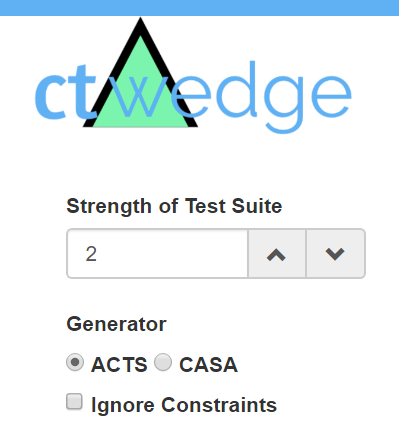 ctwedge
Strength of Test Suite
2
Generator
ACTS CASA
Ignore Constraints